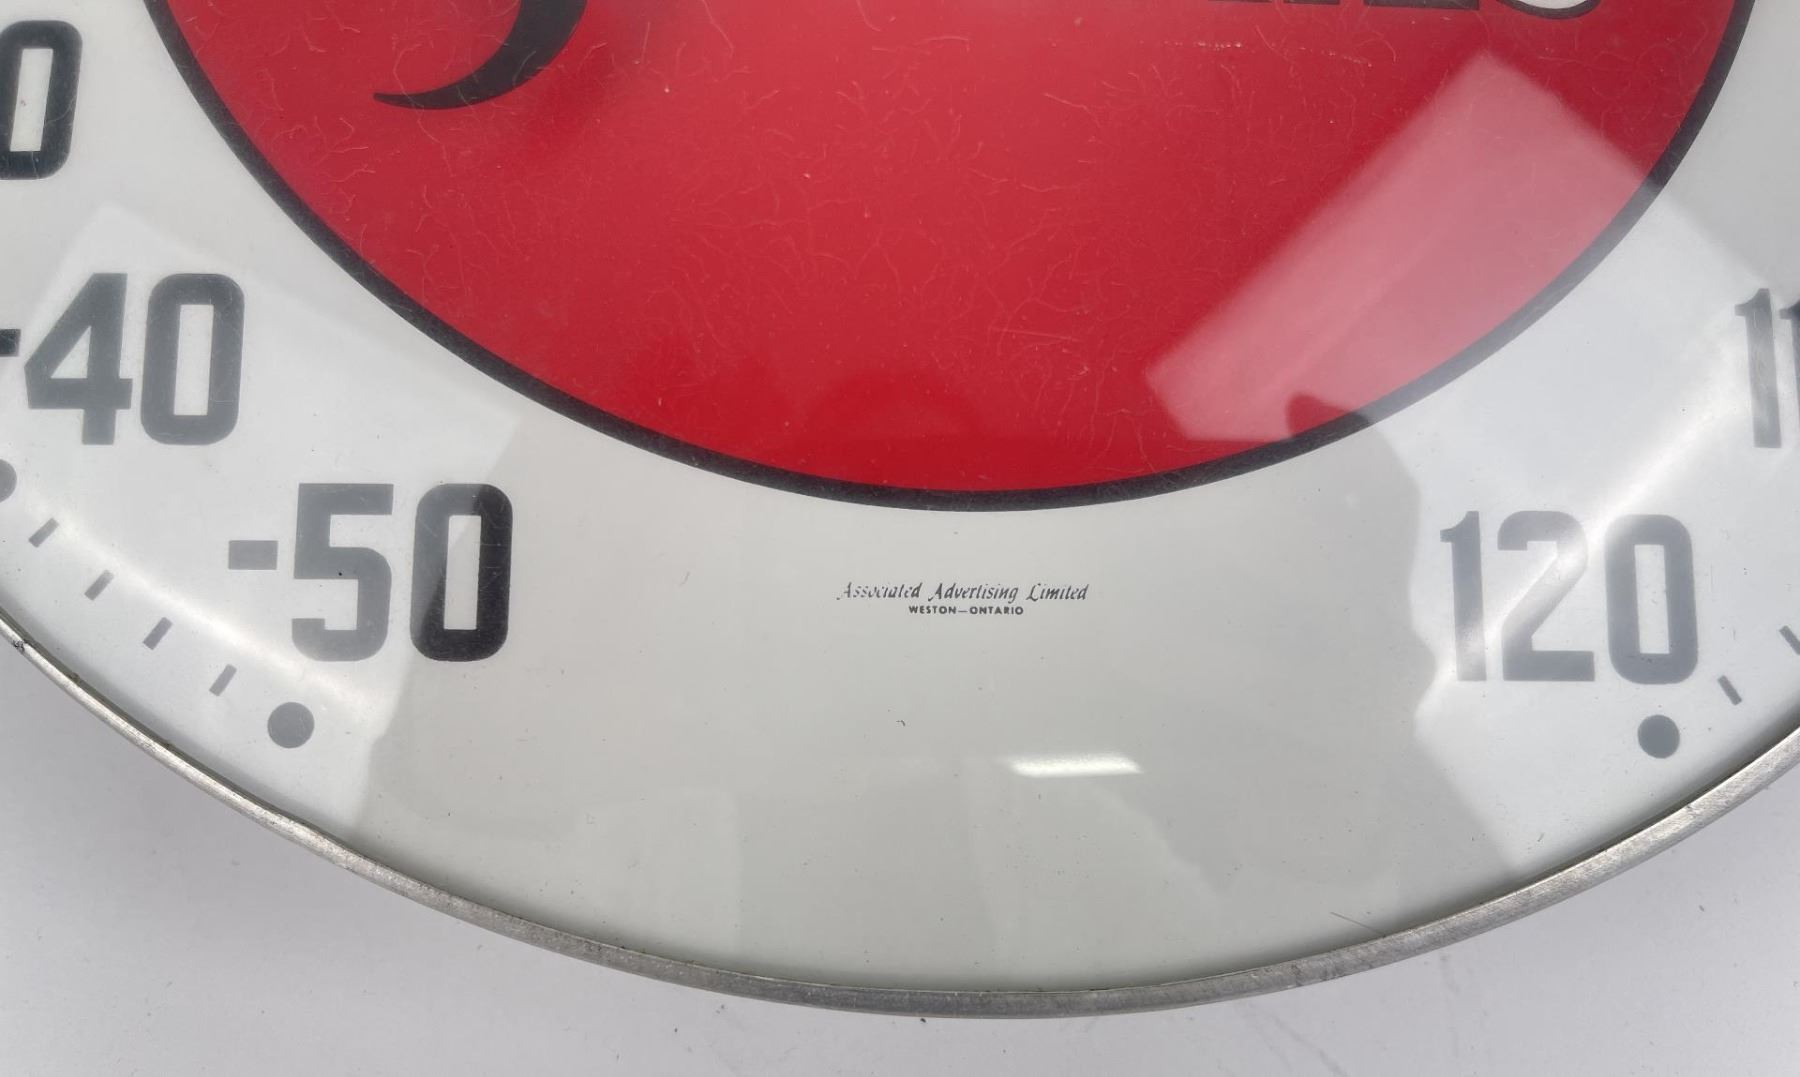 -40
-50
120
Associated Advertising Limited
WESTON—ONTARIO